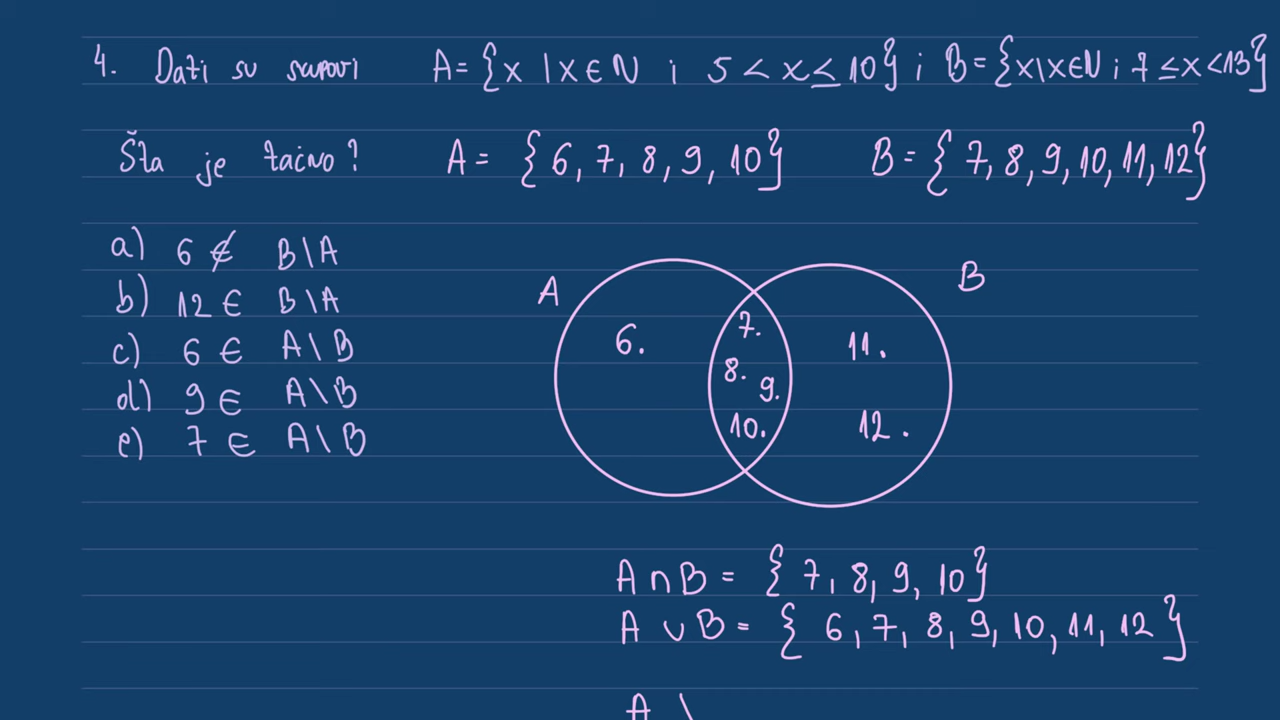 4. Dati su skupovi A = {x | x ∈ N i 5 < x ≤ 10} i B = {x | x ∈ N i 7 ≤ x < 13}
Šta je tačno? A = {6, 7, 8, 9, 10} B = {7, 8, 9, 10, 11, 12}
a) 6 ∉ B \ A
b) 12 ∈ B \ A
c) 6 ∈ A \ B
d) 9 ∈ A \ B
e) 7 ∈ A \ B
A B
6. 7. 11.
8. 9.
10. 12.
A ∩ B = {7, 8, 9, 10}
A ∪ B = {6, 7, 8, 9, 10, 11, 12}
A \